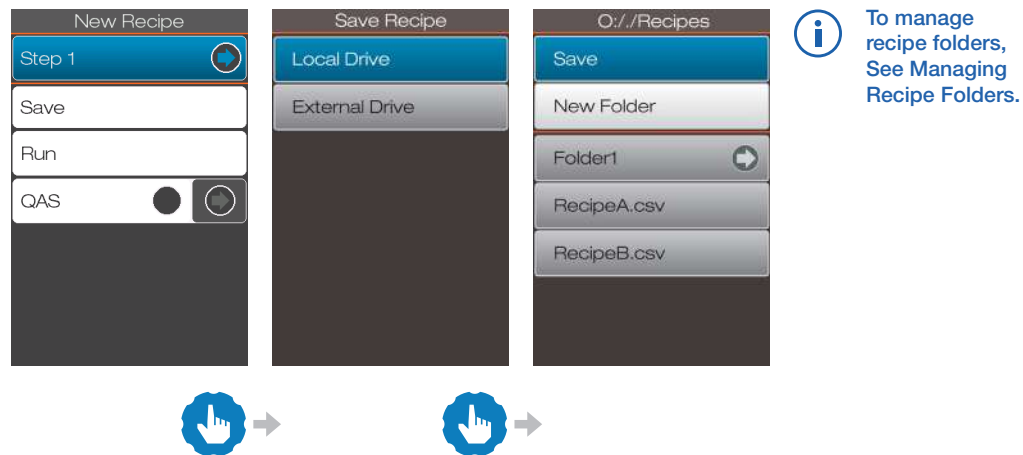 New Recipe
Step 1
Save
Run
QAS
Save Recipe
Local Drive
External Drive
O:/./Recipes
Save
New Folder
Folder1
RecipeA.csv
RecipeB.csv
i
To manage
recipe folders,
See Managing
Recipe Folders.